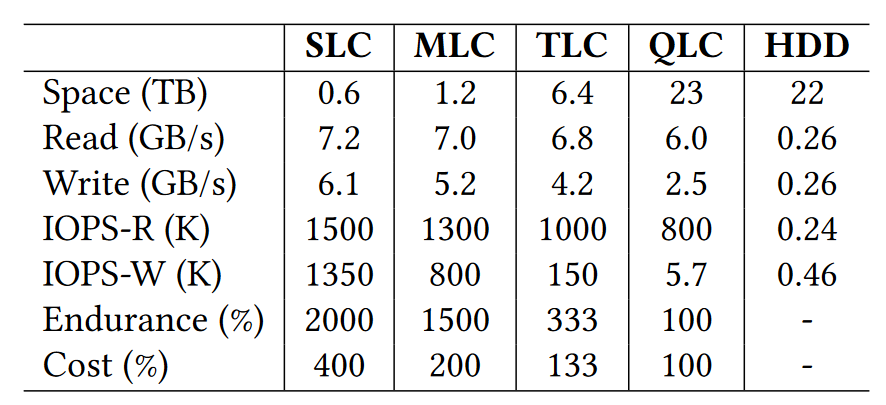 SLC MLC TLC QLC HDD
Space (TB) 0.6 1.2 6.4 23 22
Read (GB/s) 7.2 7.0 6.8 6.0 0.26
Write (GB/s) 6.1 5.2 4.2 2.5 0.26
IOPS-R (K) 1500 1300 1000 800 0.24
IOPS-W (K) 1350 800 150 5.7 0.46
Endurance (%) 2000 1500 333 100 -
Cost (%) 400 200 133 100 -